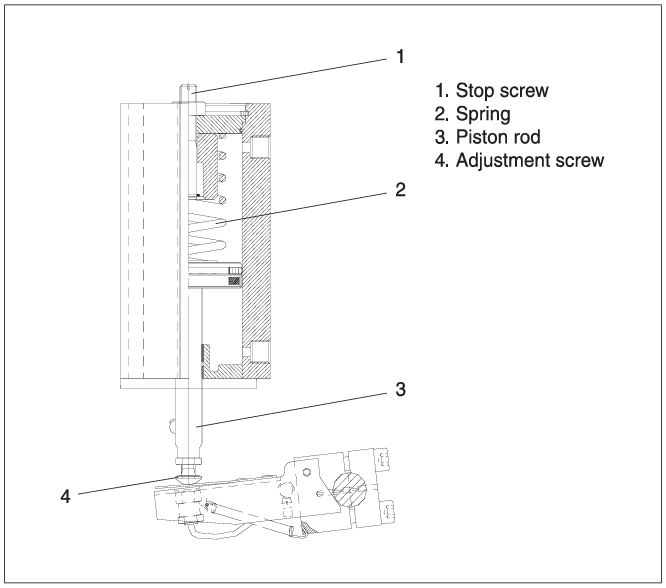 1
1. Stop screw
2. Spring
3. Piston rod
4. Adjustment screw
2
3
4